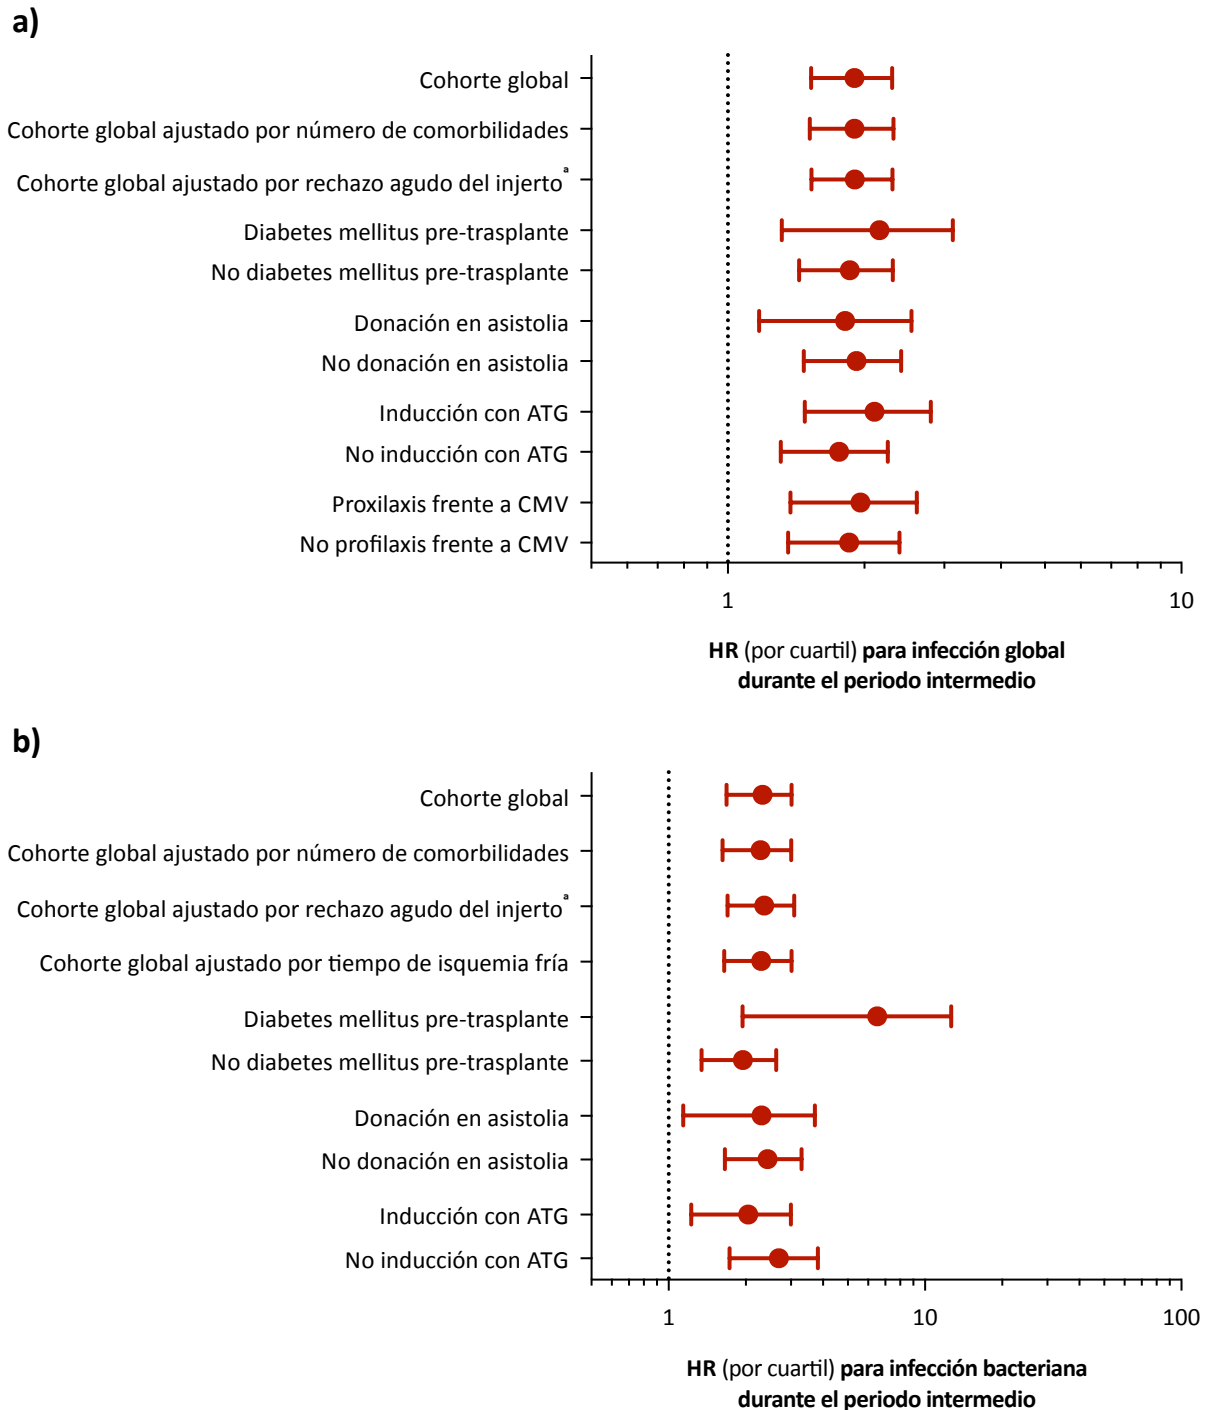 a)
Cohorte global
Cohorte global ajustado por número de comorbilidades
Cohorte global ajustado por rechazo agudo del injertoª
Diabetes mellitus pre-trasplante
No diabetes mellitus pre-trasplante
Donación en asistolia
No donación en asistolia
Inducción con ATG
No inducción con ATG
Proxilaxis frente a CMV
No profilaxis frente a CMV
1 10
HR (por cuartil) para infección global
durante el periodo intermedio
b)
Cohorte global
Cohorte global ajustado por número de comorbilidades
Cohorte global ajustado por rechazo agudo del injertoª
Cohorte global ajustado por tiempo de isquemia fría
Diabetes mellitus pre-trasplante
No diabetes mellitus pre-trasplante
Donación en asistolia
No donación en asistolia
Inducción con ATG
No inducción con ATG
1 10 100
HR (por cuartil) para infección bacteriana
durante el periodo intermedio